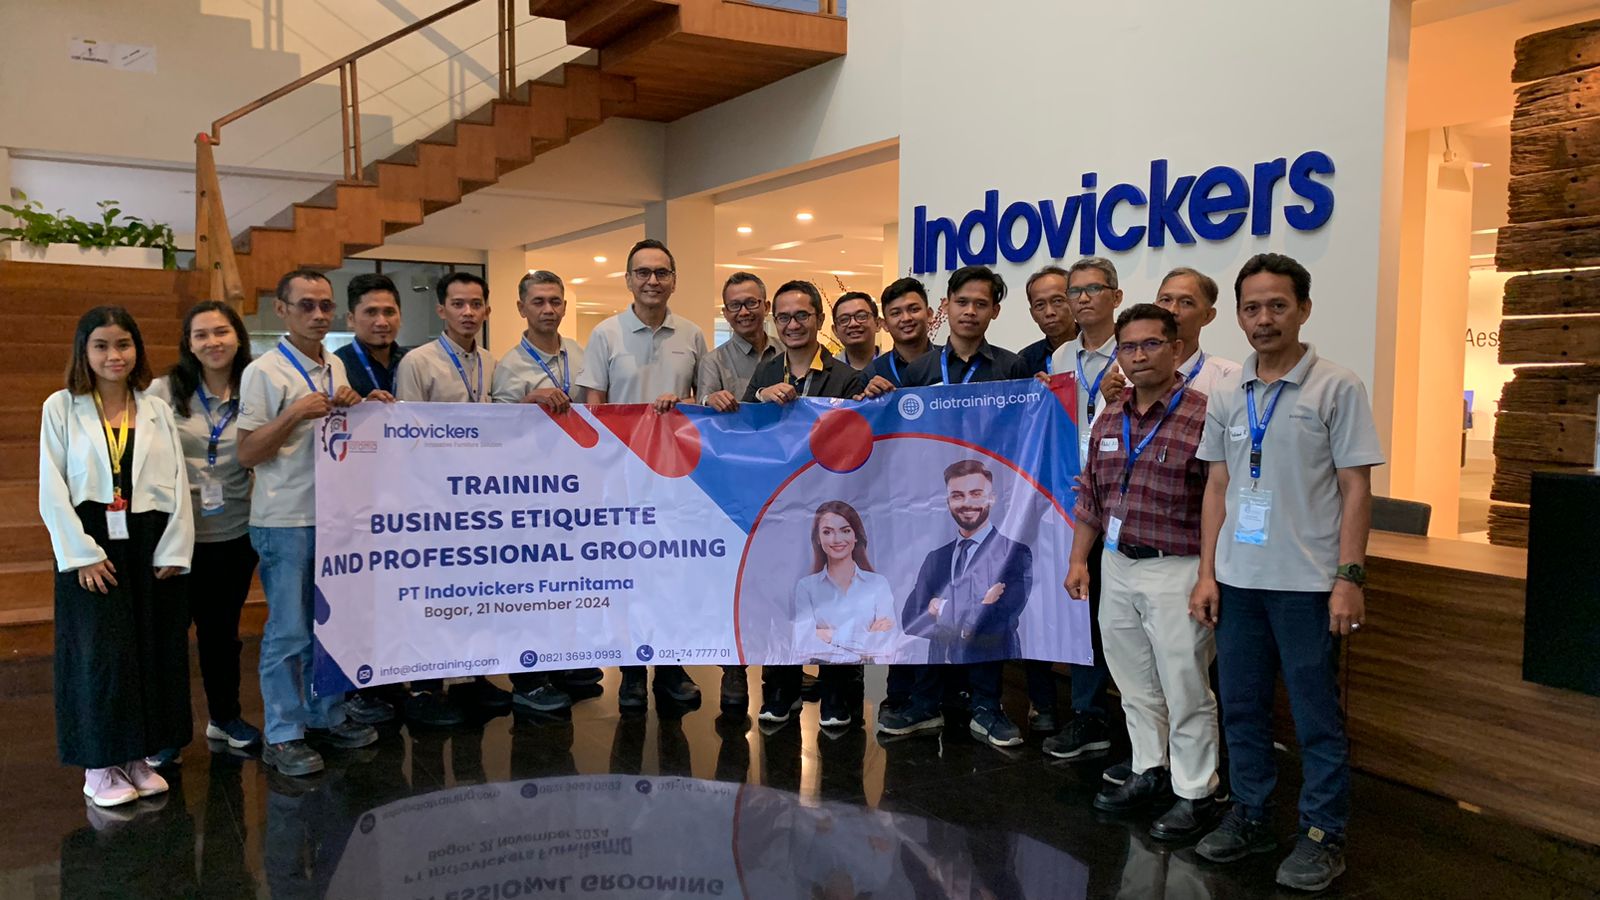 Indovickers
Aes
diotraining.com
Indovickers
Innovative Furniture Solution
TRAINING
BUSINESS ETIQUETTE
AND PROFESSIONAL GROOMING
PT Indovickers Furnitama
Bogor, 21 November 2024
info@diotraining.com
0821 3693 0993
021-74 7777 01